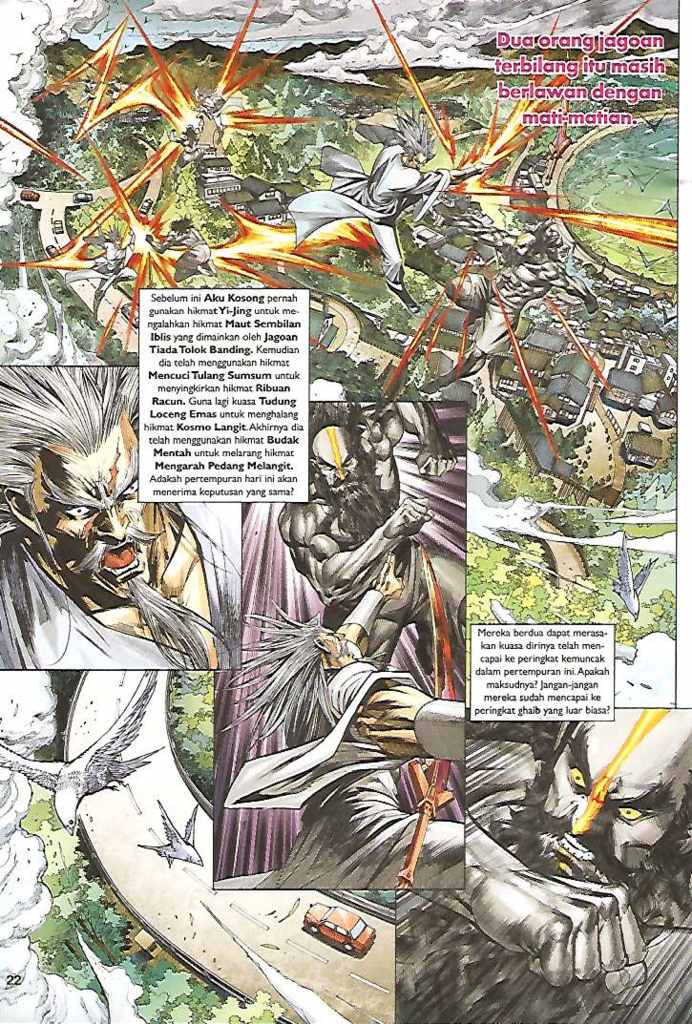 Dua orang jagoan
terbilang itu masih
berlawan dengan
mati-matian.
Sebelum ini Aku Kosong pernah
gunakan hikmat Yi-Jing untuk me-
ngalahkan hikmat Maut Sembilan
Iblis yang dimainkan oleh Jagoan
Tiada Tolok Banding. Kemudian
dia telah menggunakan hikmat
Mencuci Tulang Sumsum untuk
menyingkirkan hikmat Ribuan
Racun. Guna lagi kuasa Tudung
Loceng Emas untuk menghalang
hikmat Kosmo Langit. Akhirnya dia
telah menggunakan hikmat Budak
Mentah untuk melarang hikmat
Mengarah Pedang Melangit.
Adakah pertempuran hari ini akan
menerima keputusan yang sama?
Mereka berdua dapat merasa-
kan kuasa dirinya telah men-
capai ke peringkat kemuncak
dalam pertempuran ini. Apakah
maksudnya? Jangan-jangan
mereka sudah mencapai ke
peringkat ghaib yang luar biasa?
22